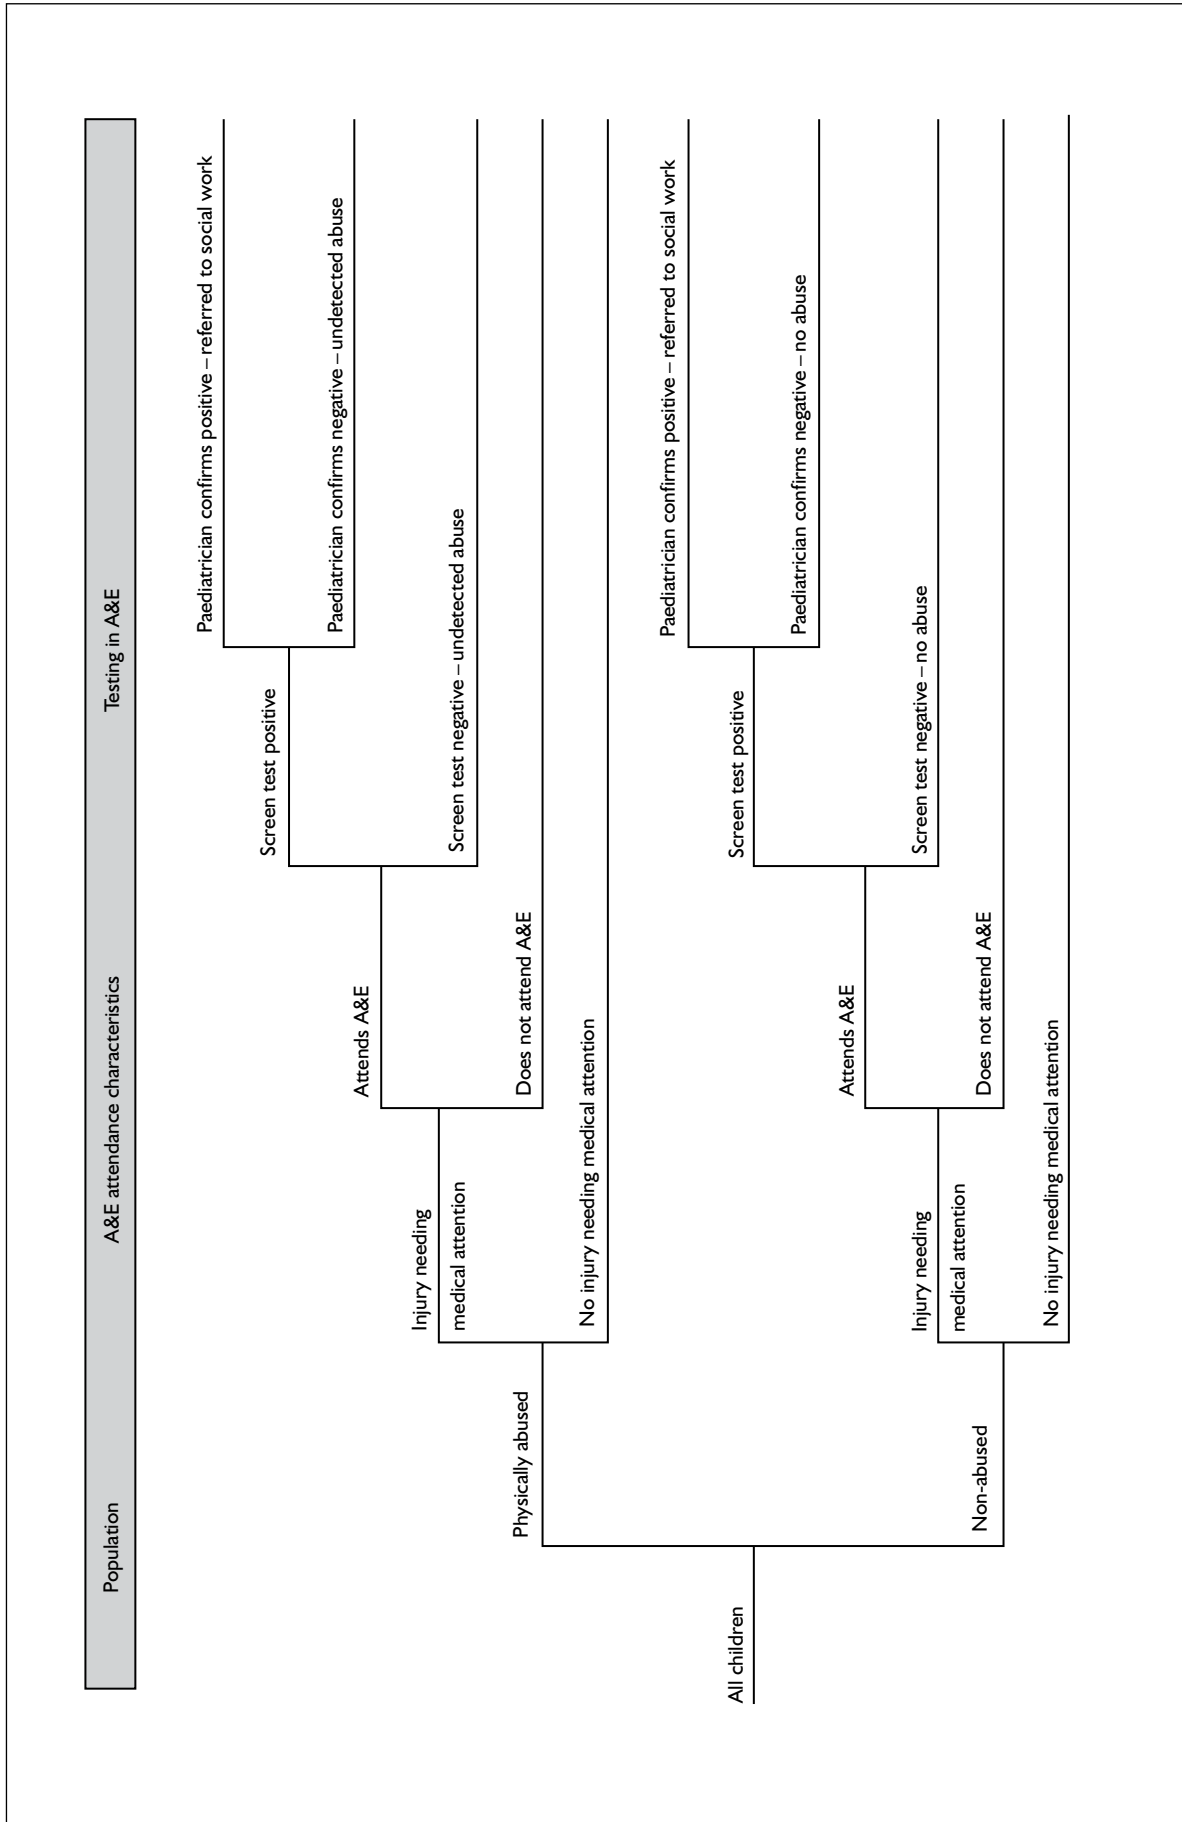 Population
A&E attendance characteristics
Testing in A&E
Paediatrician confirms positive – referred to social work
Screen test positive
Paediatrician confirms negative – undetected abuse
Attends A&E
Screen test negative – undetected abuse
Injury needing
medical attention
Does not attend A&E
Physically abused
No injury needing medical attention
All children
Paediatrician confirms positive – referred to social work
Screen test positive
Paediatrician confirms negative – no abuse
Attends A&E
Screen test negative – no abuse
Injury needing
medical attention
Does not attend A&E
Non-abused
No injury needing medical attention